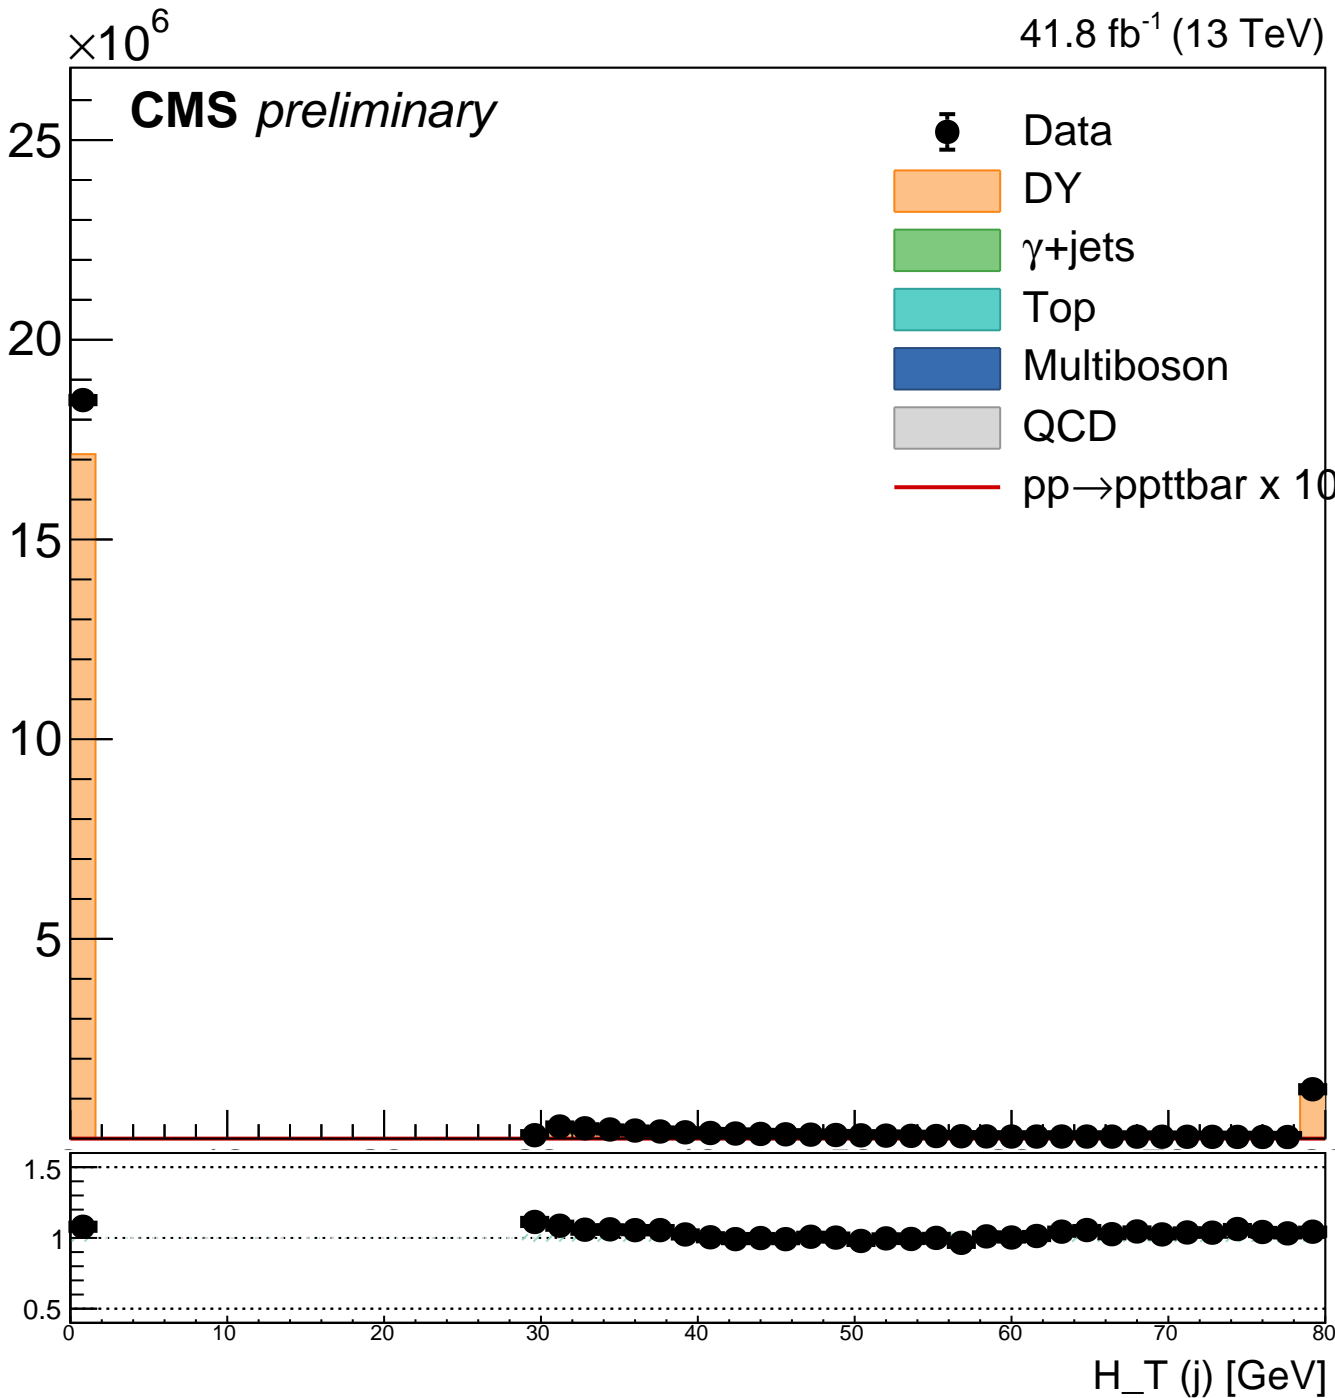 ×10⁶
41.8 fb⁻¹ (13 TeV)
CMS preliminary
25
20
15
10
5
Data
DY
γ+jets
Top
Multiboson
QCD
pp→ppttbar x 10
1.5
1
0.5
0 10 20 30 40 50 60 70 80
H_T (j) [GeV]